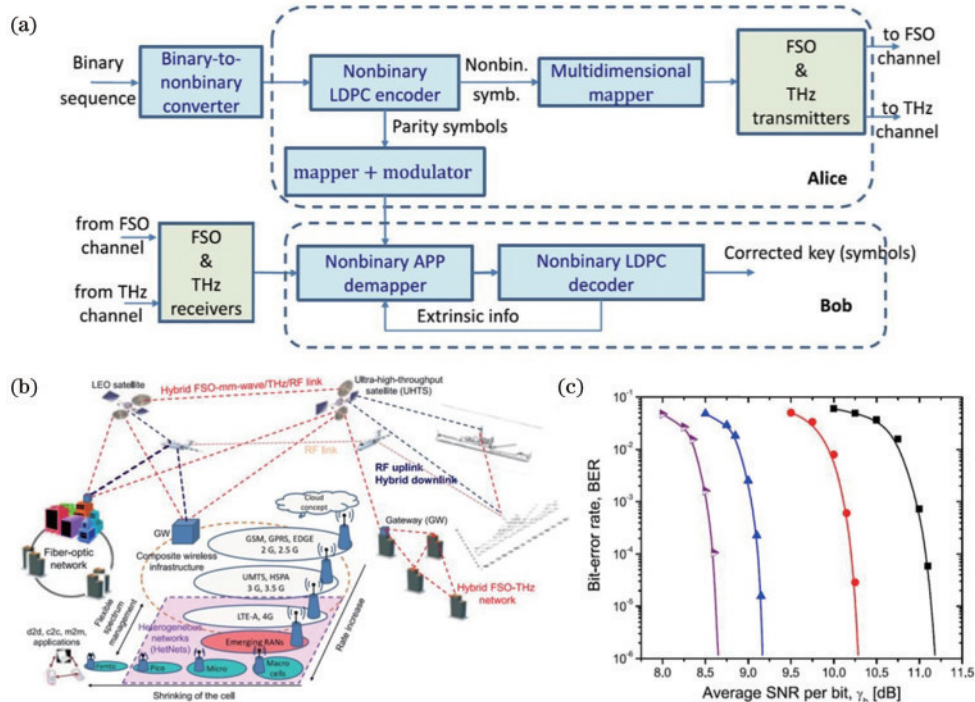 (a)
Binary
sequence
Binary-to-
nonbinary
converter
Nonbinary
LDPC encoder
Nonbin.
symb.
Multidimensional
mapper
FSO
&
THz
transmitters
to FSO
channel
to THz
channel
Parity symbols
mapper + modulator
Alice
from FSO
channel
from THz
channel
FSO
&
THz
receivers
Nonbinary APP
demapper
Nonbinary LDPC
decoder
Corrected key (symbols)
Extrinsic info
Bob
(b)
LEO satellite
Hybrid FSO-mm-wave/THz/RF link
Ultra-high-throughput
satellite (UHTS)
RF link
RF uplink
Hybrid downlink
Cloud
concept
GW
Composite wireless
infrastructure
GSM, GPRS, EDGE
2 G, 2.5 G
Gateway (GW)
Fiber-optic
network
UMTS, HSPA
3 G, 3.5 G
Hybrid FSO-THz
network
Flexible
spectrum
management
LTE-A, 4G
Heterogeneous
networks
(HetNets)
Emerging RANs
Rate increase
d2d, c2c, m2m,
applications
Femto
Pico
Micro
Macro
cells
Shrinking of the cell
(c)
Bit-error rate, BER
10-1
10-2
10-3
10-4
10-5
10-6
8.0 8.5 9.0 9.5 10.0 10.5 11.0 11.5
Average SNR per bit, γb [dB]